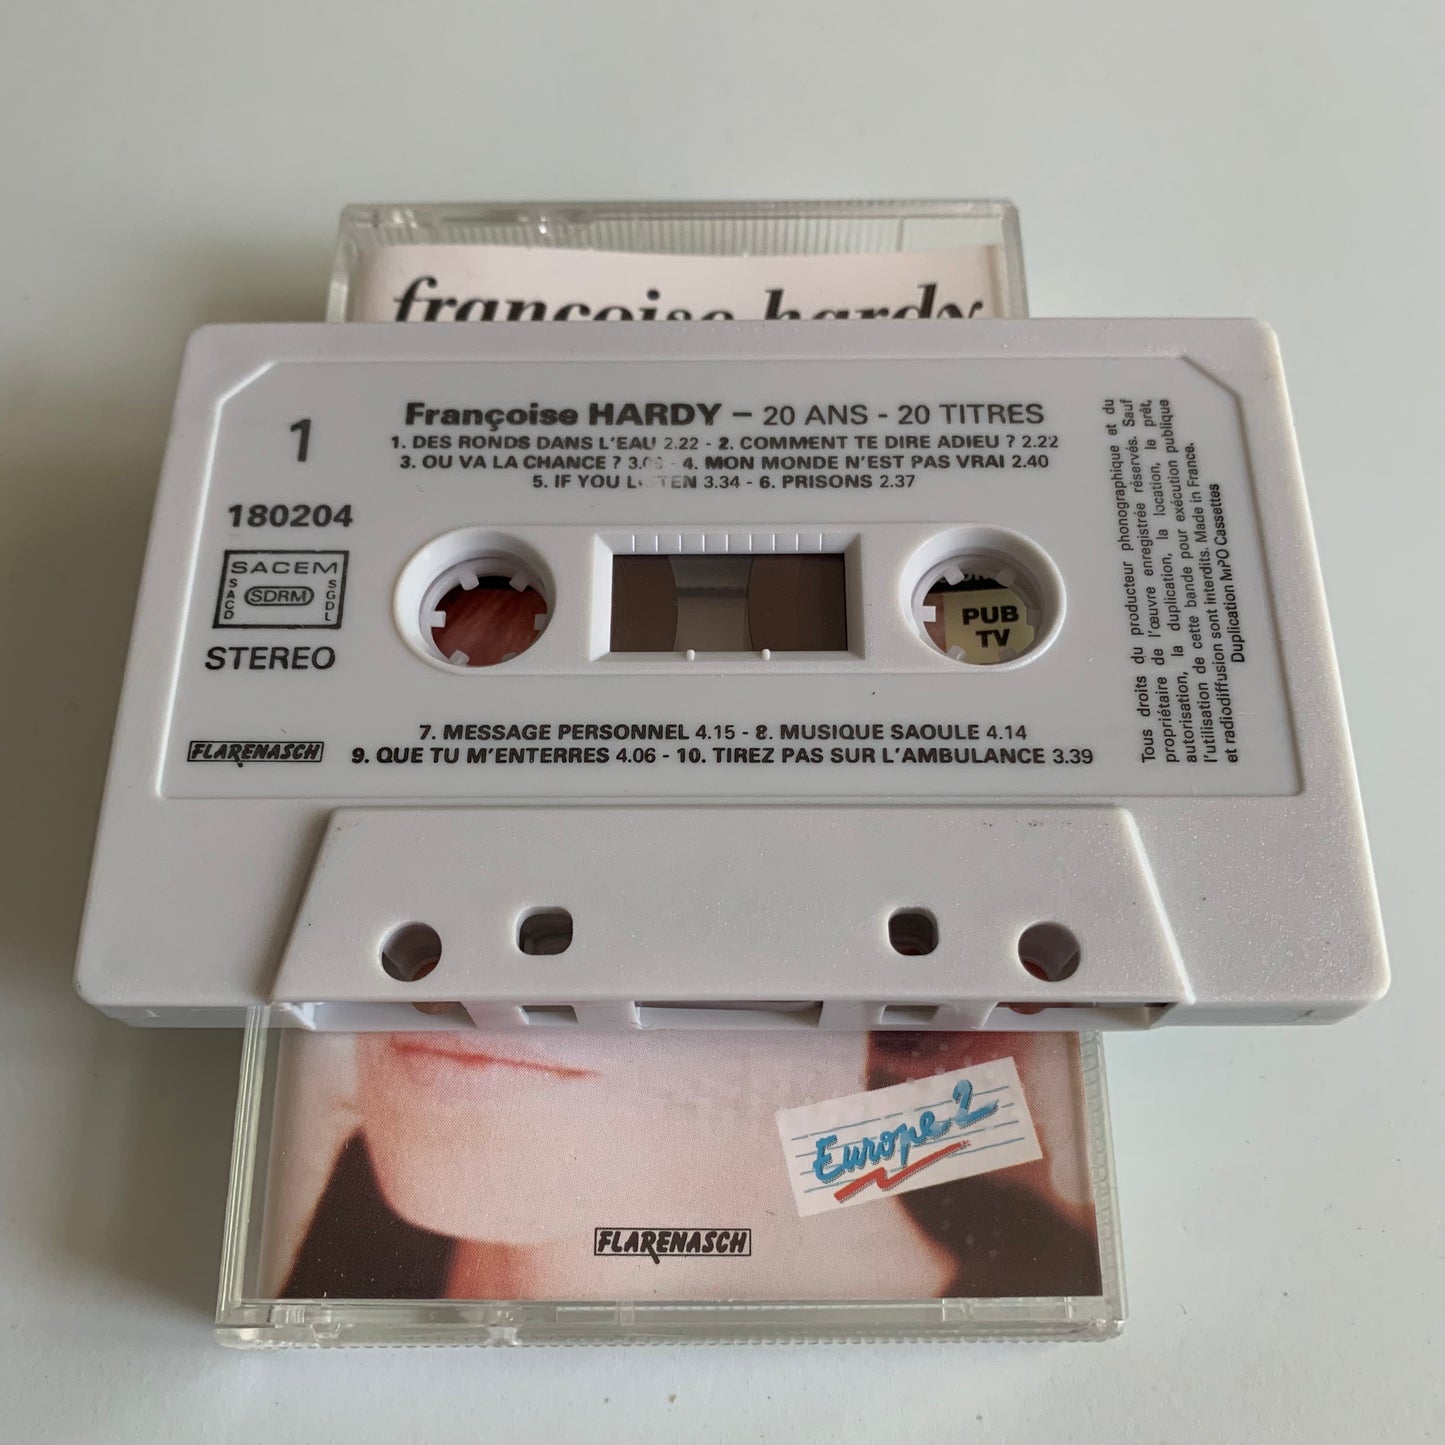 françoise hardy
1
Françoise HARDY – 20 ANS - 20 TITRES
1. DES RONDS DANS L'EAU 2.22 - 2. COMMENT TE DIRE ADIEU ? 2.22
3. OU VA LA CHANCE ? - 4. MON MONDE N'EST PAS VRAI 2.40
5. IF YOU LISTEN 3.34 - 6. PRISONS 2.37
180204
SACEM
SACD
SDRM
SGDL
STEREO
PUB
TV
FLARENASCH
7. MESSAGE PERSONNEL 4.15 - 8. MUSIQUE SAOULE 4.14
9. QUE TU M'ENTERRES 4.06 - 10. TIREZ PAS SUR L'AMBULANCE 3.39
Tous droits du producteur phonographique et du
propriétaire de l'œuvre enregistrée réservés. Sauf
autorisation, la duplication, la location, le prêt,
l'utilisation de cette bande pour exécution publique
et radiodiffusion sont interdits. Made in France.
Duplication MPO Cassettes
Europe 2
FLARENASCH